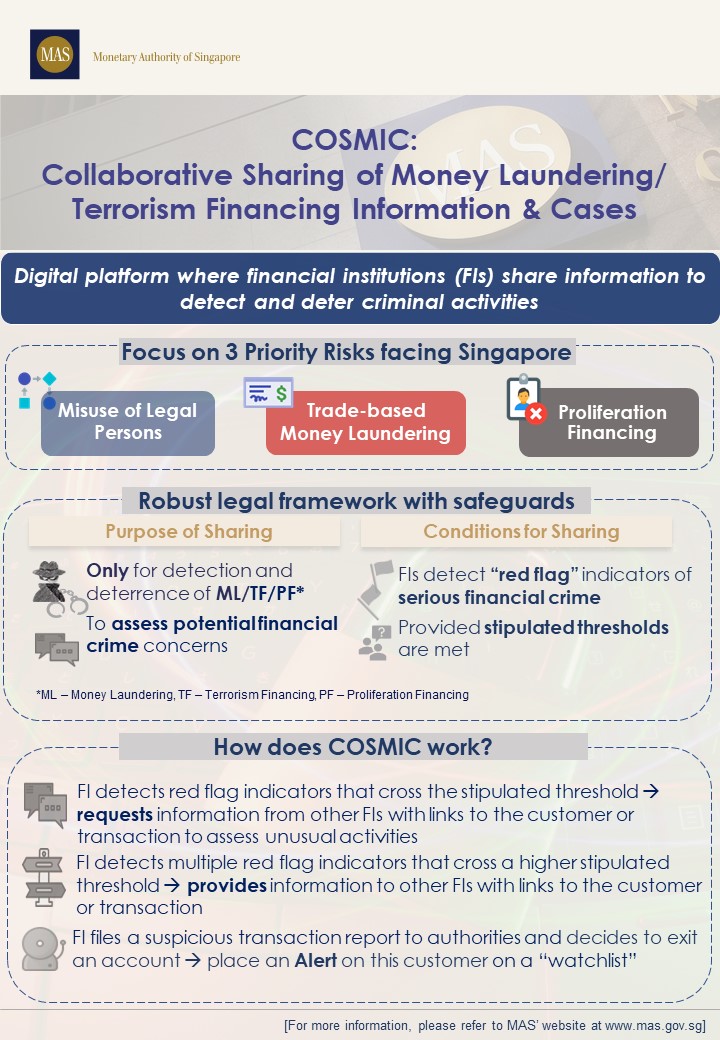 MAS
Monetary Authority of Singapore
MAS
COSMIC:
Collaborative Sharing of Money Laundering/
Terrorism Financing Information & Cases
Digital platform where financial institutions (FIs) share information to
detect and deter criminal activities
Focus on 3 Priority Risks facing Singapore
Misuse of Legal
Persons
$
Trade-based
Money Laundering
Proliferation
Financing
Robust legal framework with safeguards
Purpose of Sharing
Only for detection and
deterrence of ML/TF/PF*
To assess potential financial
crime concerns
Conditions for Sharing
FIs detect “red flag” indicators of
serious financial crime
?
Provided stipulated thresholds
are met
*ML – Money Laundering, TF – Terrorism Financing, PF – Proliferation Financing
How does COSMIC work?
FI detects red flag indicators that cross the stipulated threshold →
requests information from other FIs with links to the customer or
transaction to assess unusual activities
FI detects multiple red flag indicators that cross a higher stipulated
threshold → provides information to other FIs with links to the customer
or transaction
FI files a suspicious transaction report to authorities and decides to exit
an account → place an Alert on this customer on a “watchlist”
[For more information, please refer to MAS’ website at www.mas.gov.sg]